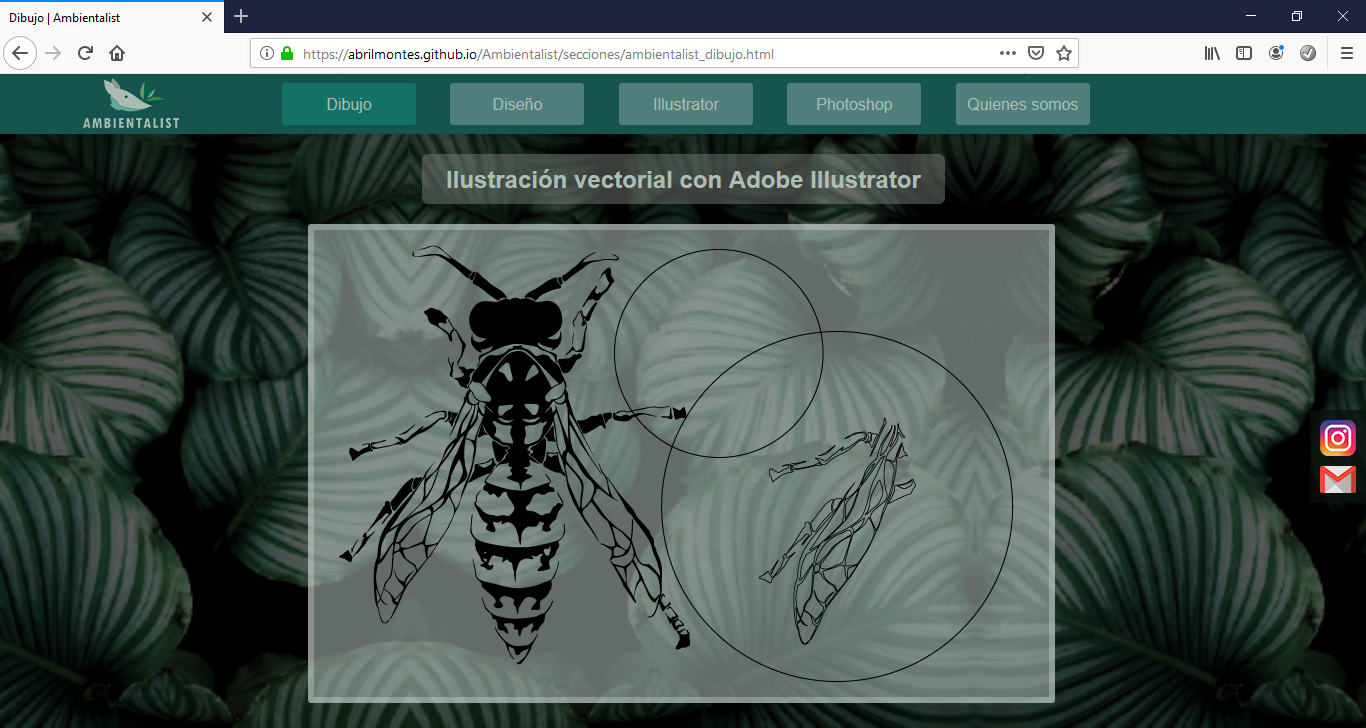 Dibujo | Ambientalist
https://abrilmontes.github.io/Ambientalist/secciones/ambientalist_dibujo.html
AMBIENTALIST
Dibujo
Diseño
Illustrator
Photoshop
Quienes somos
Ilustración vectorial con Adobe Illustrator